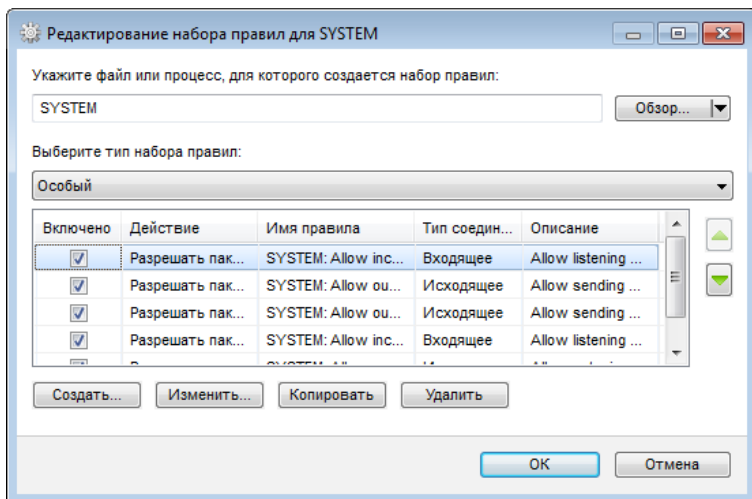 Редактирование набора правил для SYSTEM
Укажите файл или процесс, для которого создается набор правил:
SYSTEM Обзор...
Выберите тип набора правил:
Особый
Включено Действие Имя правила Тип соедин... Описание
Разрешать пак... SYSTEM: Allow inc... Входящее Allow listening ...
Разрешать пак... SYSTEM: Allow ou... Исходящее Allow sending ...
Разрешать пак... SYSTEM: Allow ou... Исходящее Allow sending ...
Разрешать пак... SYSTEM: Allow inc... Входящее Allow listening ...
Создать... Изменить... Копировать Удалить
OK Отмена